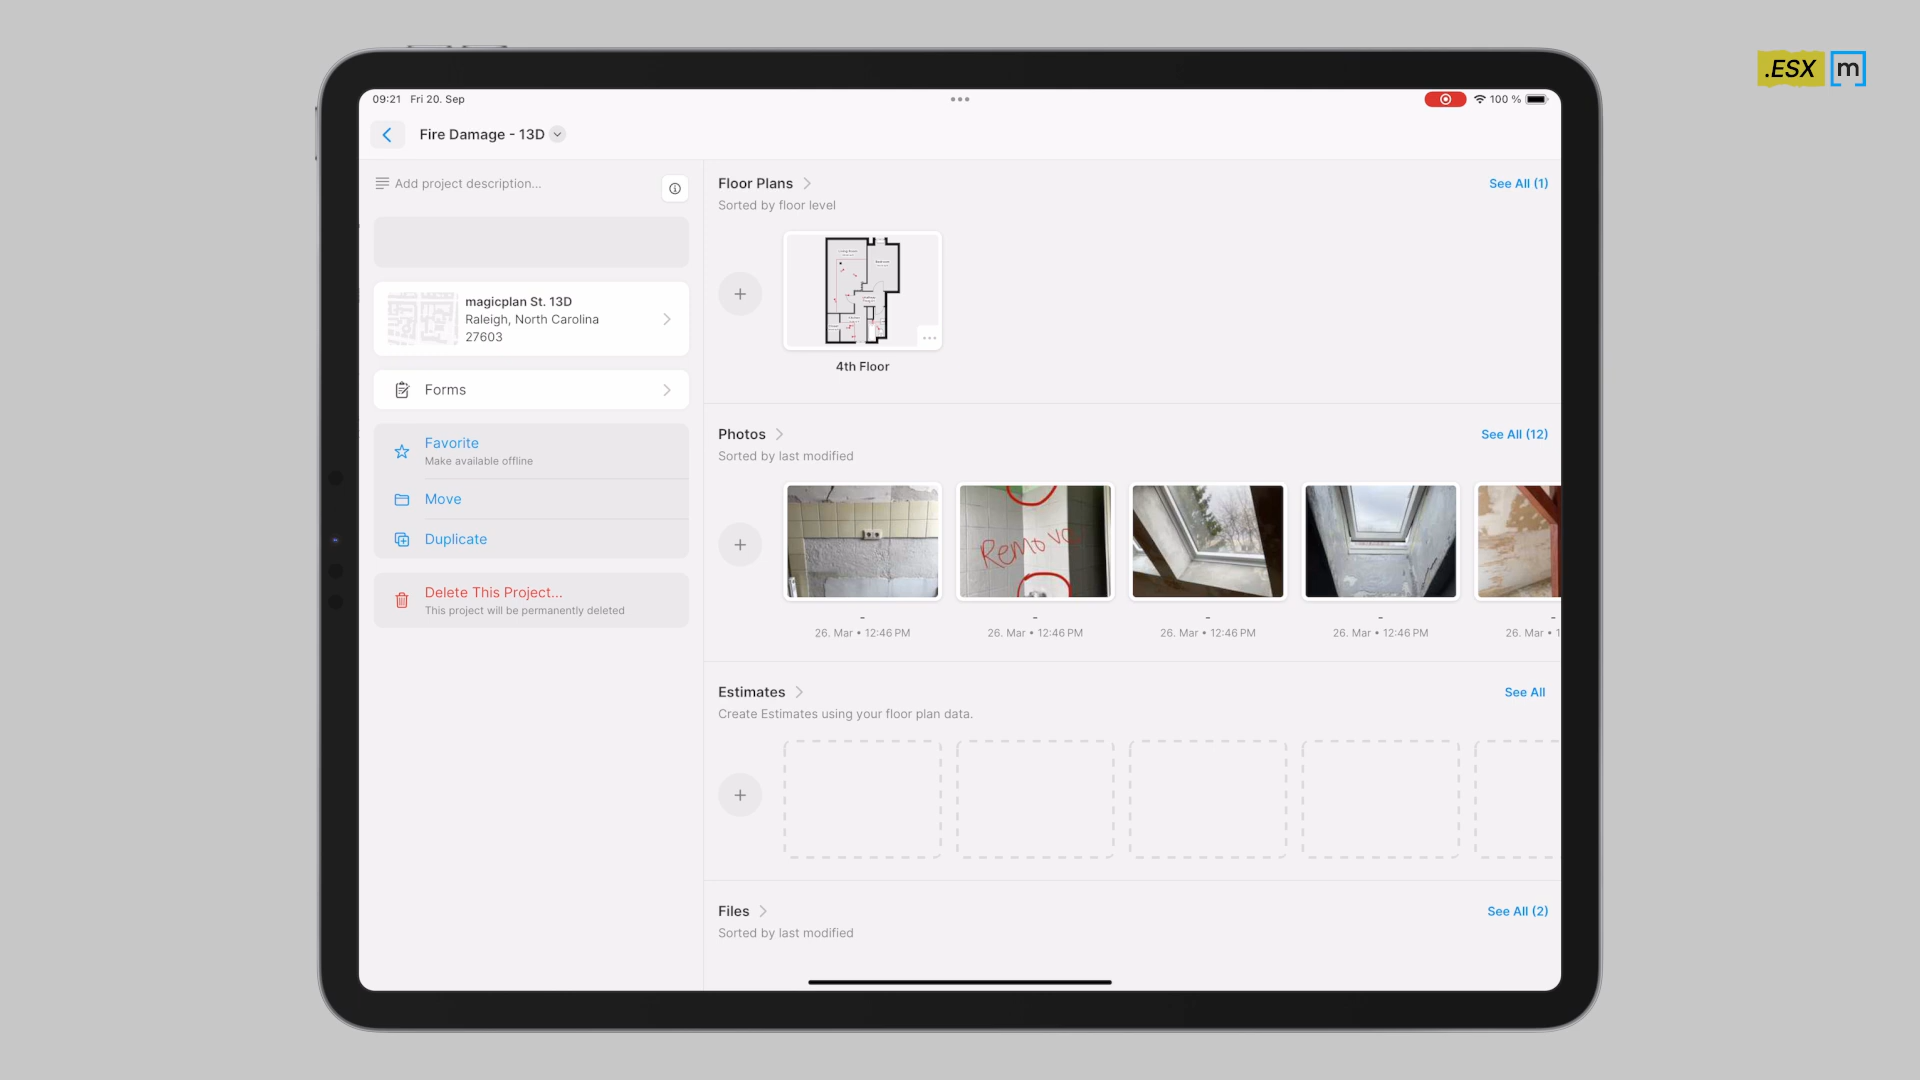 .ESX m
09:21 Fri 20. Sep
100 %
Fire Damage - 13D
Add project description...
magicplan St. 13D
Raleigh, North Carolina
27603
Forms
Favorite
Make available offline
Move
Duplicate
Delete This Project...
This project will be permanently deleted
Floor Plans
See All (1)
Sorted by floor level
4th Floor
Photos
See All (12)
Sorted by last modified
Remove
-
-
-
-
-
26. Mar • 12:46 PM
26. Mar • 12:46 PM
26. Mar • 12:46 PM
26. Mar • 12:46 PM
26. Mar • 1
Estimates
See All
Create Estimates using your floor plan data.
Files
See All (2)
Sorted by last modified